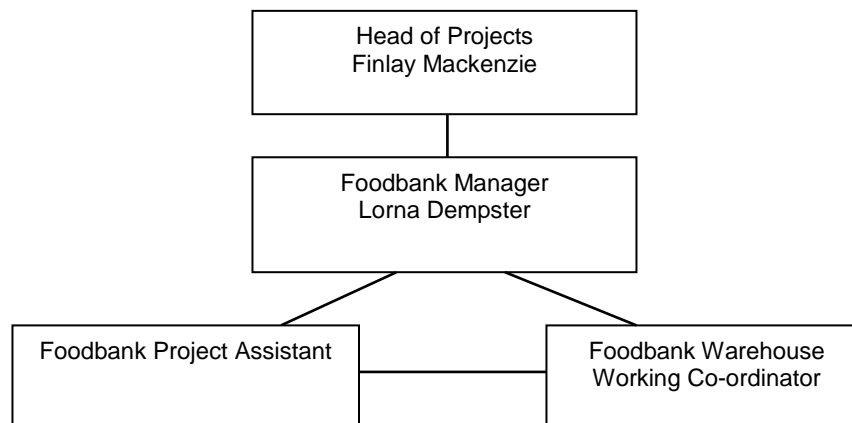 Head of Projects
Finlay Mackenzie
Foodbank Manager
Lorna Dempster
Foodbank Project Assistant
Foodbank Warehouse
Working Co-ordinator